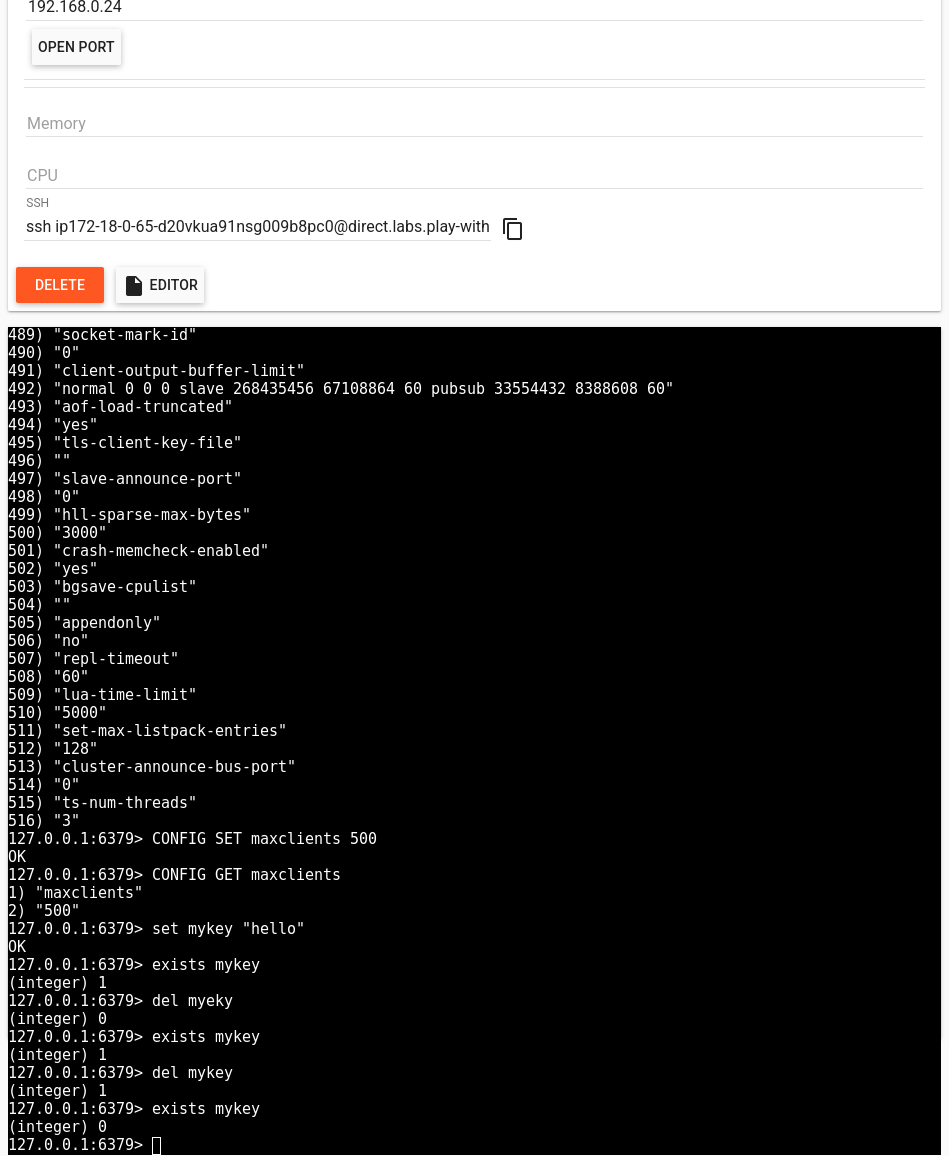 192.168.0.24
OPEN PORT
Memory
CPU
SSH
ssh ip172-18-0-65-d20vkua91nsg009b8pc0@direct.labs.play-with
DELETE
EDITOR
489) "socket-mark-id"
490) "0"
491) "client-output-buffer-limit"
492) "normal 0 0 0 slave 268435456 67108864 60 pubsub 33554432 8388608 60"
493) "aof-load-truncated"
494) "yes"
495) "tls-client-key-file"
496) ""
497) "slave-announce-port"
498) "0"
499) "hll-sparse-max-bytes"
500) "3000"
501) "crash-memcheck-enabled"
502) "yes"
503) "bgsave-cpulist"
504) ""
505) "appendonly"
506) "no"
507) "repl-timeout"
508) "60"
509) "lua-time-limit"
510) "5000"
511) "set-max-listpack-entries"
512) "128"
513) "cluster-announce-bus-port"
514) "0"
515) "ts-num-threads"
516) "3"
127.0.0.1:6379> CONFIG SET maxclients 500
OK
127.0.0.1:6379> CONFIG GET maxclients
1) "maxclients"
2) "500"
127.0.0.1:6379> set mykey "hello"
OK
127.0.0.1:6379> exists mykey
(integer) 1
127.0.0.1:6379> del myeky
(integer) 0
127.0.0.1:6379> exists mykey
(integer) 1
127.0.0.1:6379> del mykey
(integer) 1
127.0.0.1:6379> exists mykey
(integer) 0
127.0.0.1:6379>